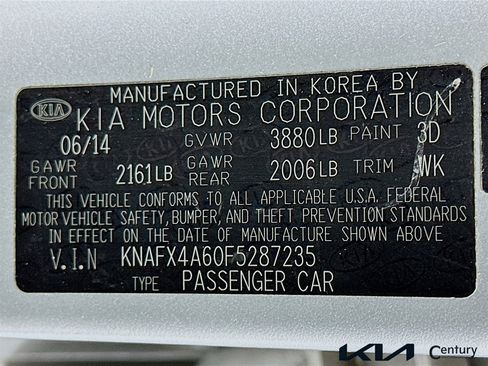 MANUFACTURED IN KOREA BY
KIA KIA MOTORS CORPORATION
06/14 GVWR 3880LB PAINT 3D
GAWR FRONT 2161LB GAWR REAR 2006LB TRIM WK
THIS VEHICLE CONFORMS TO ALL APPLICABLE U.S.A. FEDERAL
MOTOR VEHICLE SAFETY, BUMPER, AND THEFT PREVENTION STANDARDS
IN EFFECT ON THE DATE OF MANUFACTURE SHOWN ABOVE
V.I.N KNAFX4A60F5287235
TYPE PASSENGER CAR
KIA Century